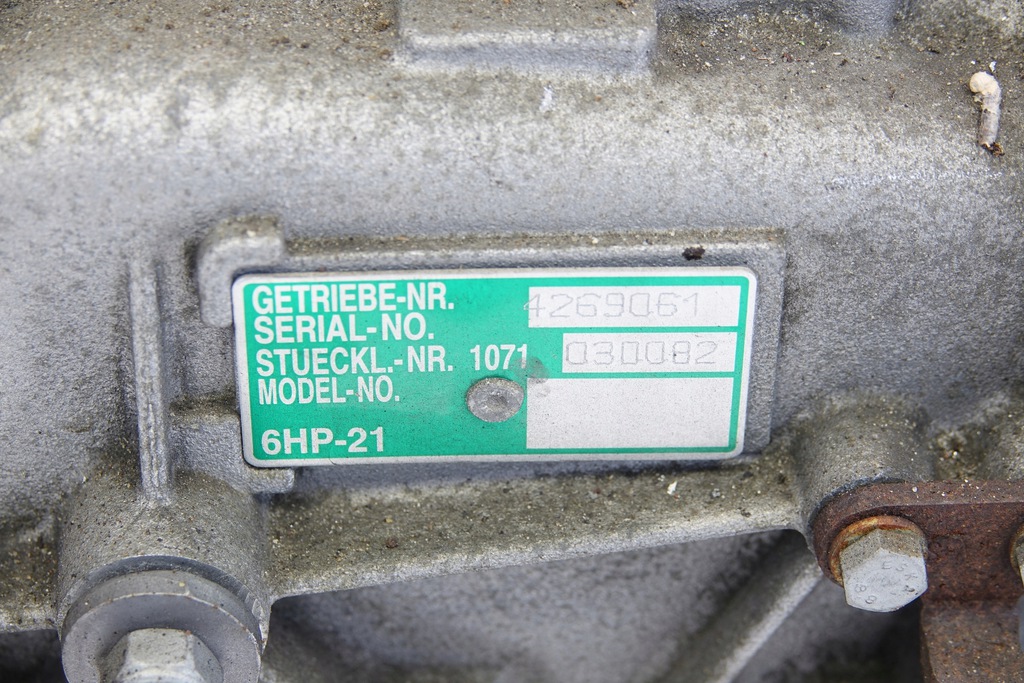 GETRIEBE-NR. 4269061
SERIAL-NO.
STUECKL.-NR. 1071 030082
MODEL-NO.
6HP-21